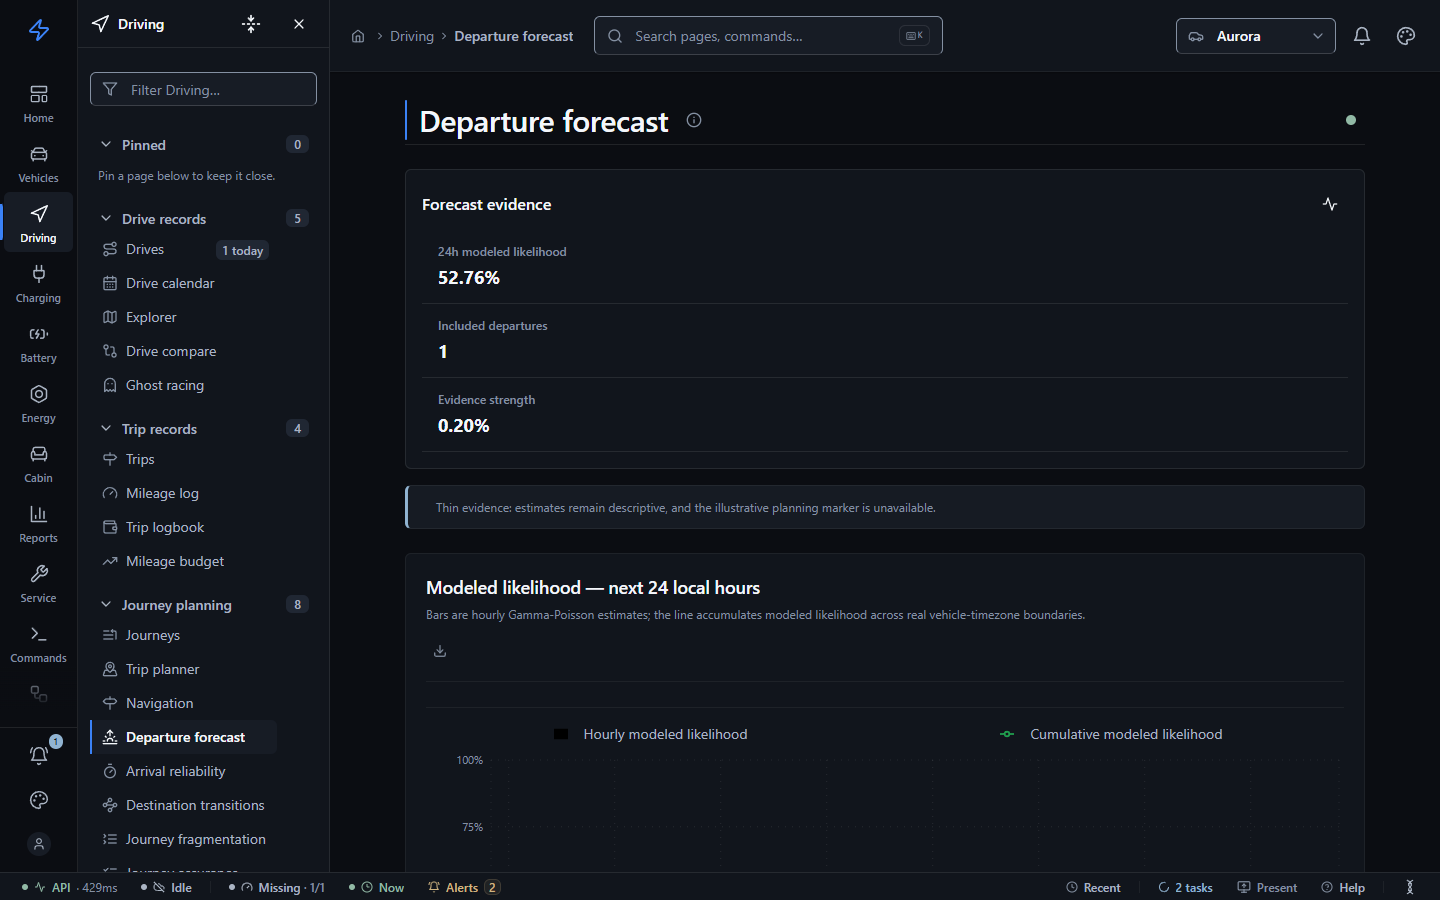 Home
Vehicles
Driving
Charging
Battery
Energy
Cabin
Reports
Service
Commands
1
Driving
Filter Driving...
Pinned 0
Pin a page below to keep it close.
Drive records 5
Drives 1 today
Drive calendar
Explorer
Drive compare
Ghost racing
Trip records 4
Trips
Mileage log
Trip logbook
Mileage budget
Journey planning 8
Journeys
Trip planner
Navigation
Departure forecast
Arrival reliability
Destination transitions
Journey fragmentation
Driving > Departure forecast
Search pages, commands... K
Aurora
Departure forecast
Forecast evidence
24h modeled likelihood
52.76%
Included departures
1
Evidence strength
0.20%
Thin evidence: estimates remain descriptive, and the illustrative planning marker is unavailable.
Modeled likelihood — next 24 local hours
Bars are hourly Gamma-Poisson estimates; the line accumulates modeled likelihood across real vehicle-timezone boundaries.
Hourly modeled likelihood Cumulative modeled likelihood
100%
75%
API · 429ms Idle Missing · 1/1 Now Alerts 2 Recent 2 tasks Present Help